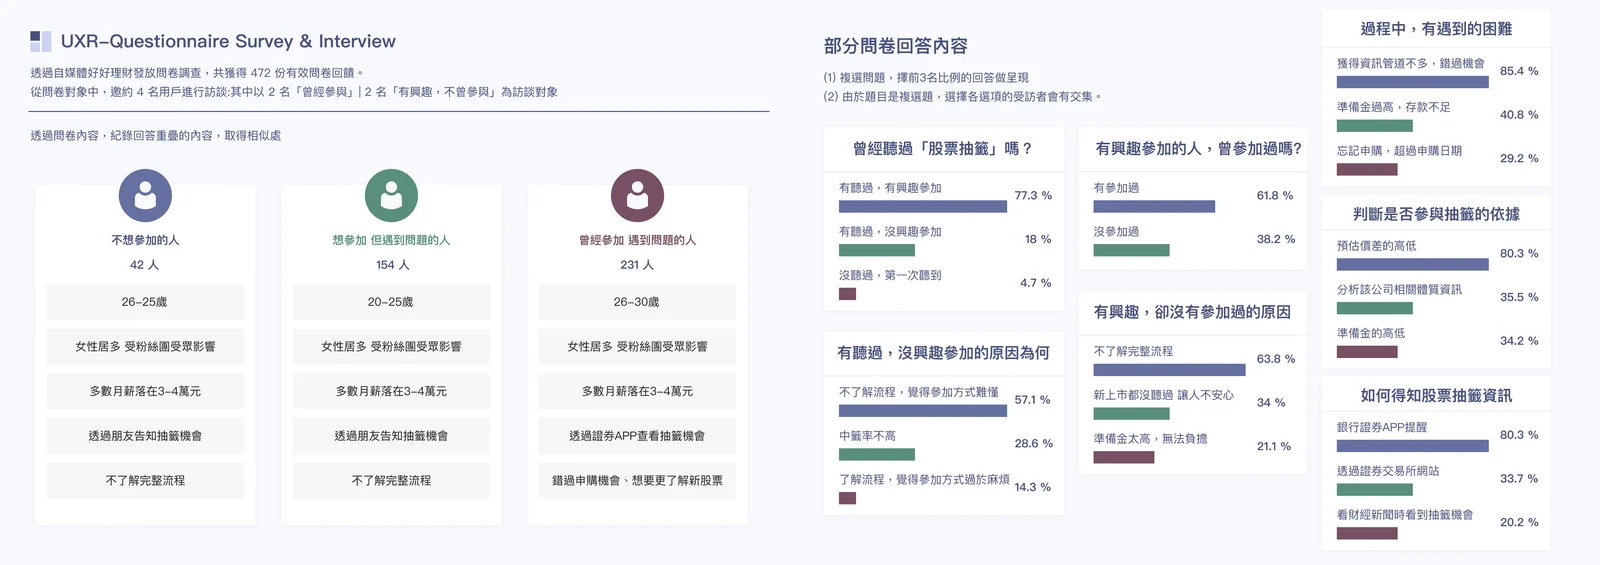 UXR-Questionnaire Survey & Interview
透過自媒體好好理財發放問卷調查，共獲得 472 份有效問卷回饋。
從問卷對象中，邀約 4 名用戶進行訪談:其中以 2 名「曾經參與」| 2 名「有興趣，不曾參與」為訪談對象
透過問卷內容，紀錄回答重疊的內容，取得相似處
不想參加的人
42 人
26-25歲
女性居多 受粉絲團受眾影響
多數月薪落在3-4萬元
透過朋友告知抽籤機會
不了解完整流程
想參加 但遇到問題的人
154 人
20-25歲
女性居多 受粉絲團受眾影響
多數月薪落在3-4萬元
透過朋友告知抽籤機會
不了解完整流程
曾經參加 遇到問題的人
231 人
26-30歲
女性居多 受粉絲團受眾影響
多數月薪落在3-4萬元
透過證券APP查看抽籤機會
錯過申購機會、想要更了解新股票
部分問卷回答內容
(1) 複選問題，擇前3名比例的回答做呈現
(2) 由於題目是複選題，選擇各選項的受訪者會有交集。
曾經聽過「股票抽籤」嗎？
有聽過，有興趣參加
77.3 %
有聽過，沒興趣參加
18 %
沒聽過，第一次聽到
4.7 %
有聽過，沒興趣參加的原因為何
不了解流程，覺得參加方式難懂
57.1 %
中籤率不高
28.6 %
了解流程，覺得參加方式過於麻煩
14.3 %
有興趣參加的人，曾參加過嗎?
有參加過
61.8 %
沒參加過
38.2 %
有興趣，卻沒有參加過的原因
不了解完整流程
63.8 %
新上市都沒聽過 讓人不安心
34 %
準備金太高，無法負擔
21.1 %
過程中，有遇到的困難
獲得資訊管道不多，錯過機會
85.4 %
準備金過高，存款不足
40.8 %
忘記申購，超過申購日期
29.2 %
判斷是否參與抽籤的依據
預估價差的高低
80.3 %
分析該公司相關體質資訊
35.5 %
準備金的高低
34.2 %
如何得知股票抽籤資訊
銀行證券APP提醒
80.3 %
透過證券交易所網站
33.7 %
看財經新聞時看到抽籤機會
20.2 %